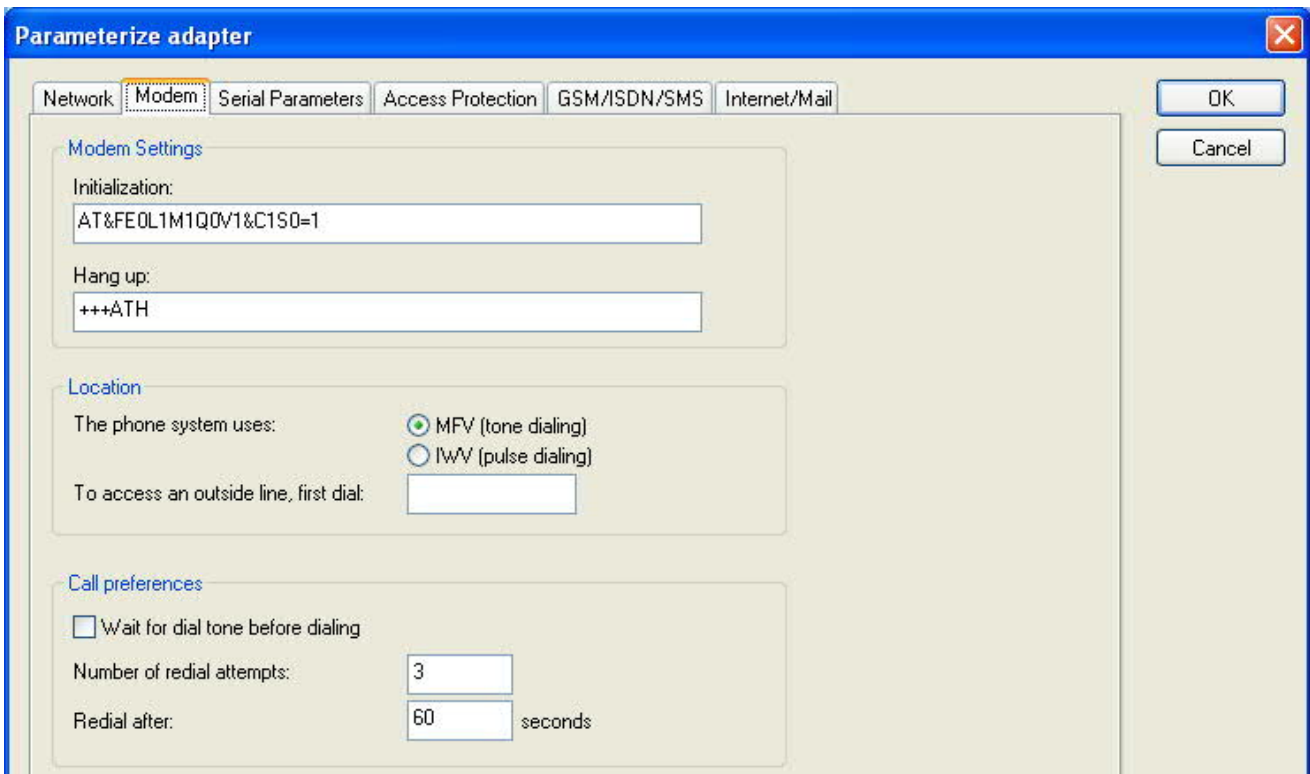 Parameterize adapter
Network Modem Serial Parameters Access Protection GSM/ISDN/SMS Internet/Mail
OK
Cancel
Modem Settings
Initialization:
AT&FE0L1M1Q0V1&C1S0=1
Hang up:
+++ATH
Location
The phone system uses:
MFV (tone dialing)
IWV (pulse dialing)
To access an outside line, first dial:
Call preferences
Wait for dial tone before dialing
Number of redial attempts: 3
Redial after: 60 seconds